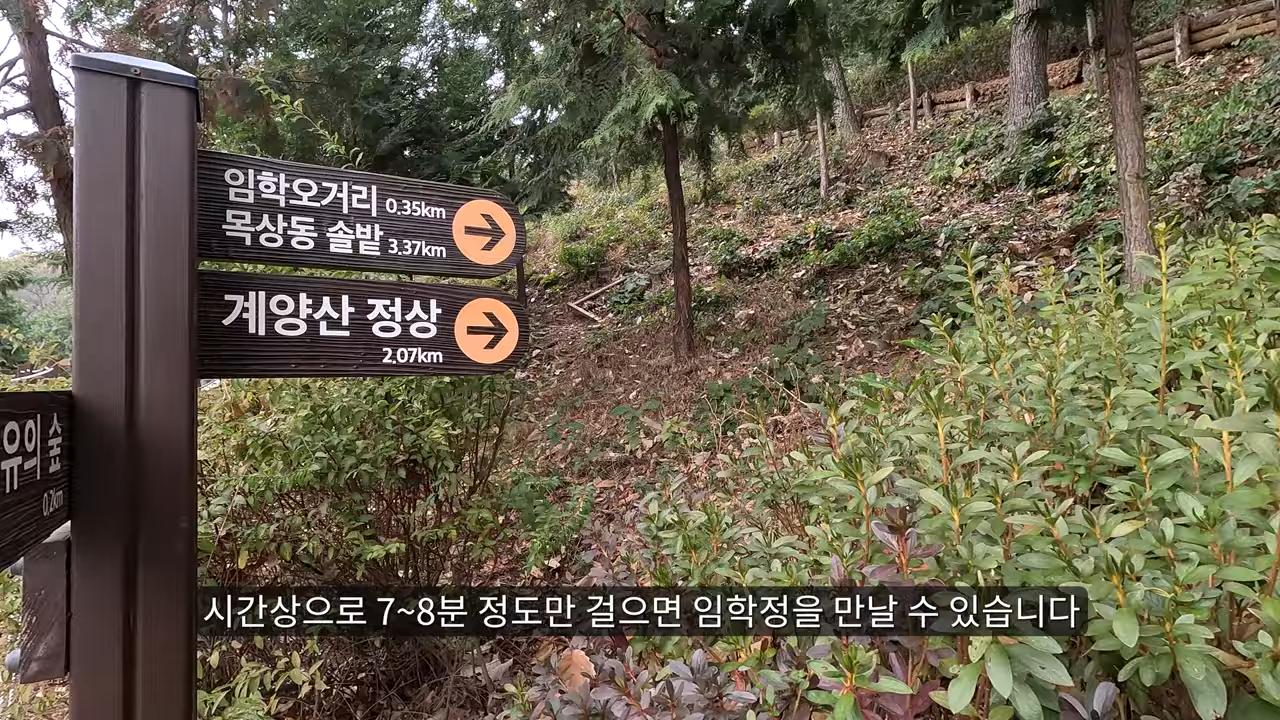 임학오거리 0.35km
목상동 솔밭 3.37km
계양산 정상
2.07km
유의 숲
0.2km
시간상으로 7~8분 정도만 걸으면 임학정을 만날 수 있습니다